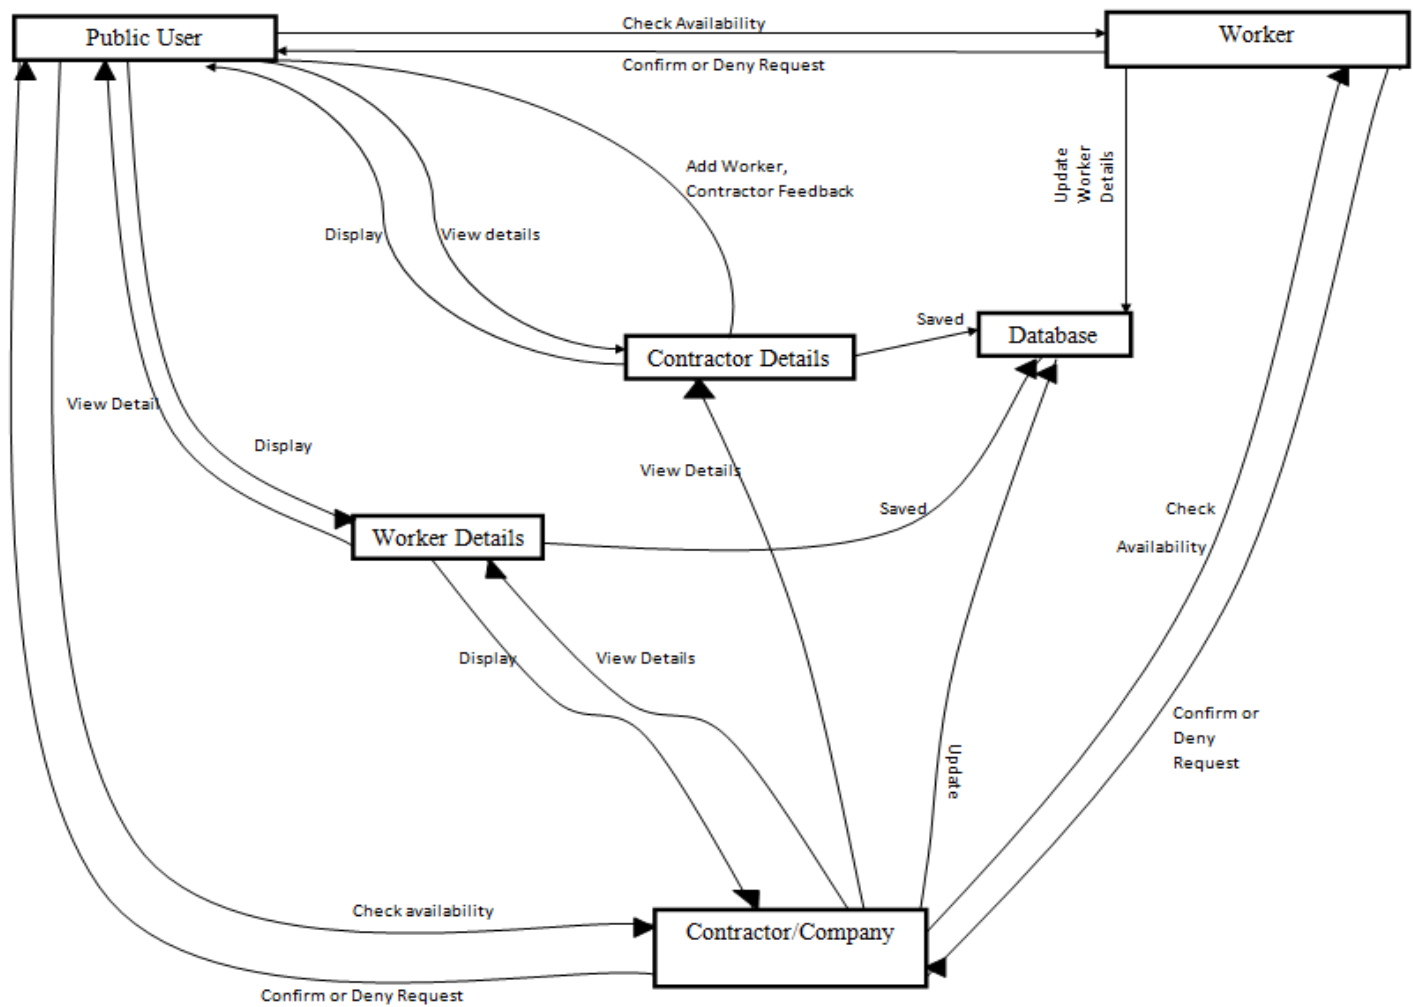 Public User
Check Availability
Worker
Confirm or Deny Request
Add Worker,
Contractor Feedback
Update
Worker
Details
Display
View details
Saved
Database
Contractor Details
View Detail
Display
View Details
Saved
Check
Availability
Worker Details
Display
View Details
Confirm or
Deny
Request
Update
Check availability
Contractor/Company
Confirm or Deny Request